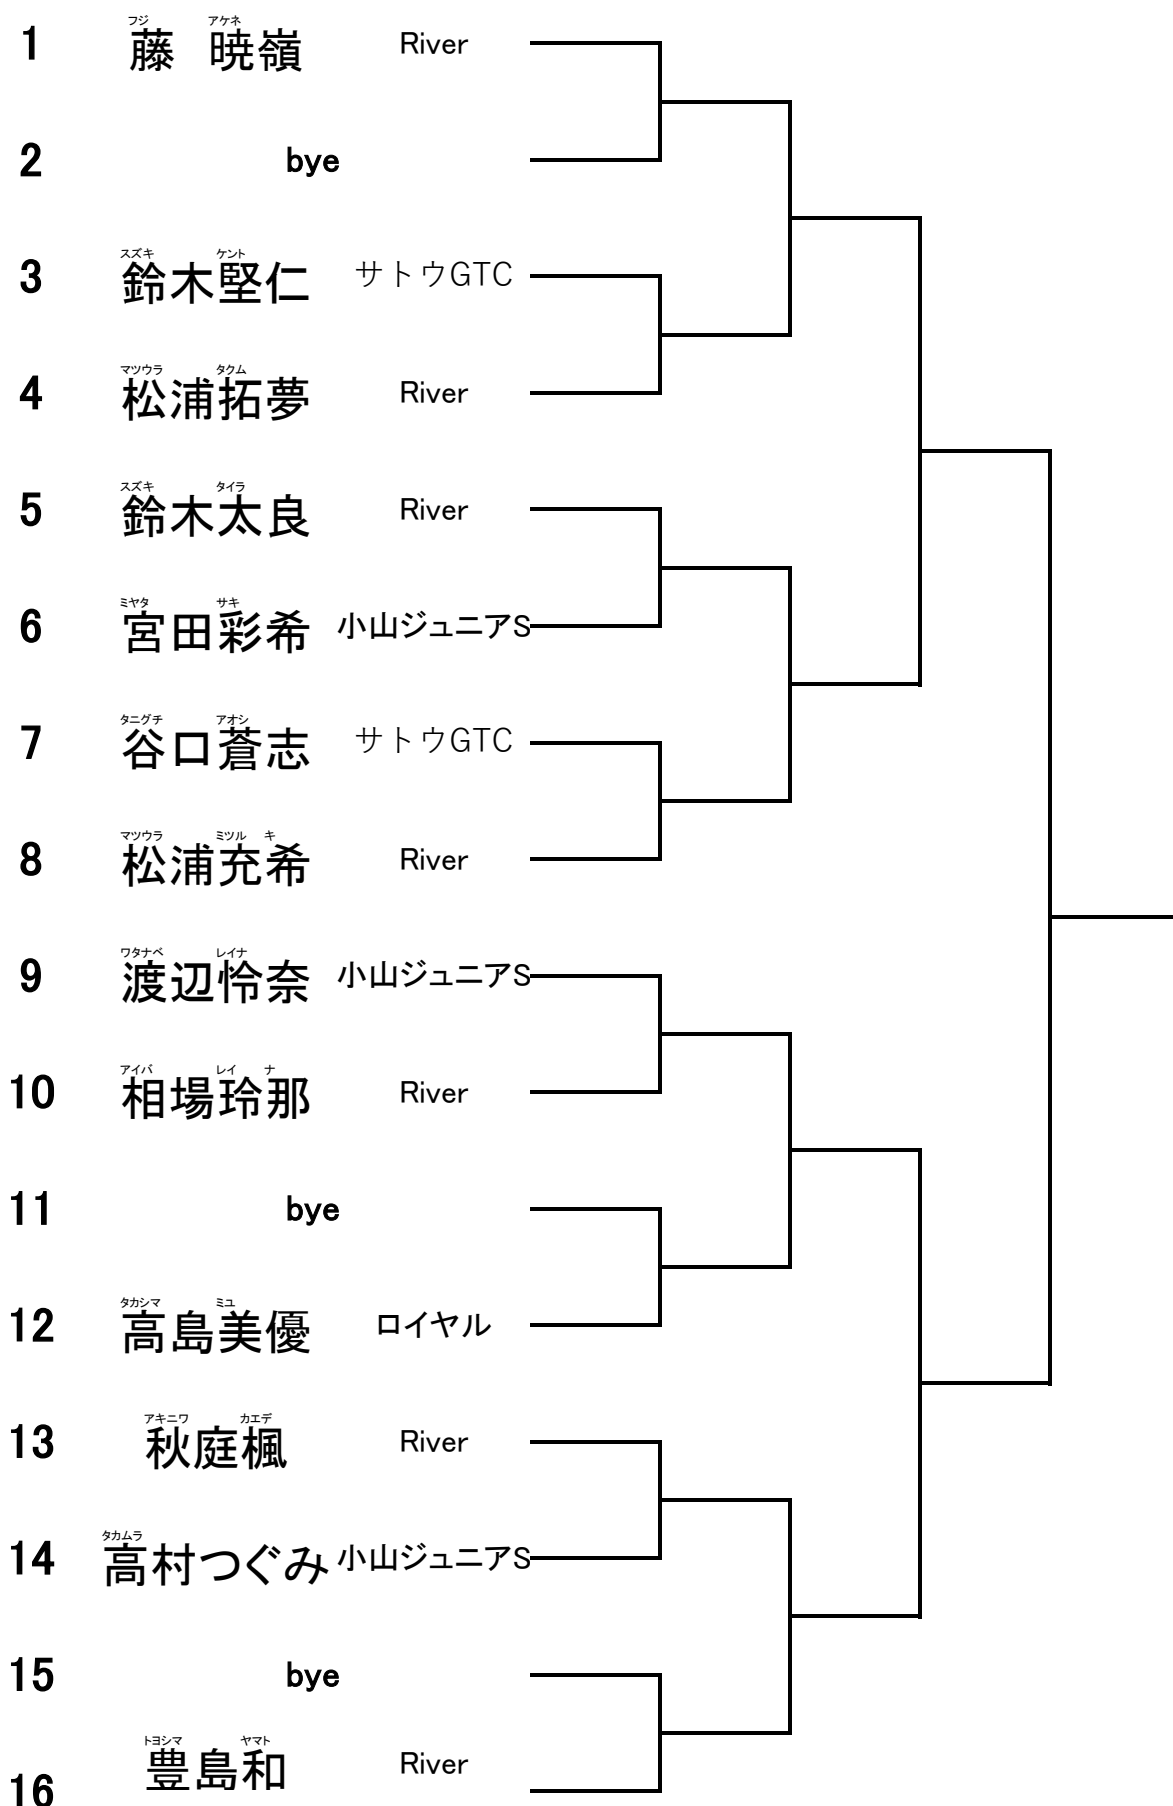 フジ アケネ
1 藤 暁嶺 River
2 bye
スズキ ケント
3 鈴木堅仁 サトウGTC
マツウラ タクム
4 松浦拓夢 River
スズキ タイラ
5 鈴木太良 River
ミヤタ サキ
6 宮田彩希 小山ジュニアS
タニグチ アオシ
7 谷口蒼志 サトウGTC
マツウラ ミツル キ
8 松浦充希 River
ワタナベ レイナ
9 渡辺怜奈 小山ジュニアS
アイバ レイ ナ
10 相場玲那 River
11 bye
タカシマ ミユ
12 高島美優 ロイヤル
アキニワ カエデ
13 秋庭楓 River
タカムラ
14 高村つぐみ 小山ジュニアS
15 bye
トヨシマ ヤマト
16 豊島和 River